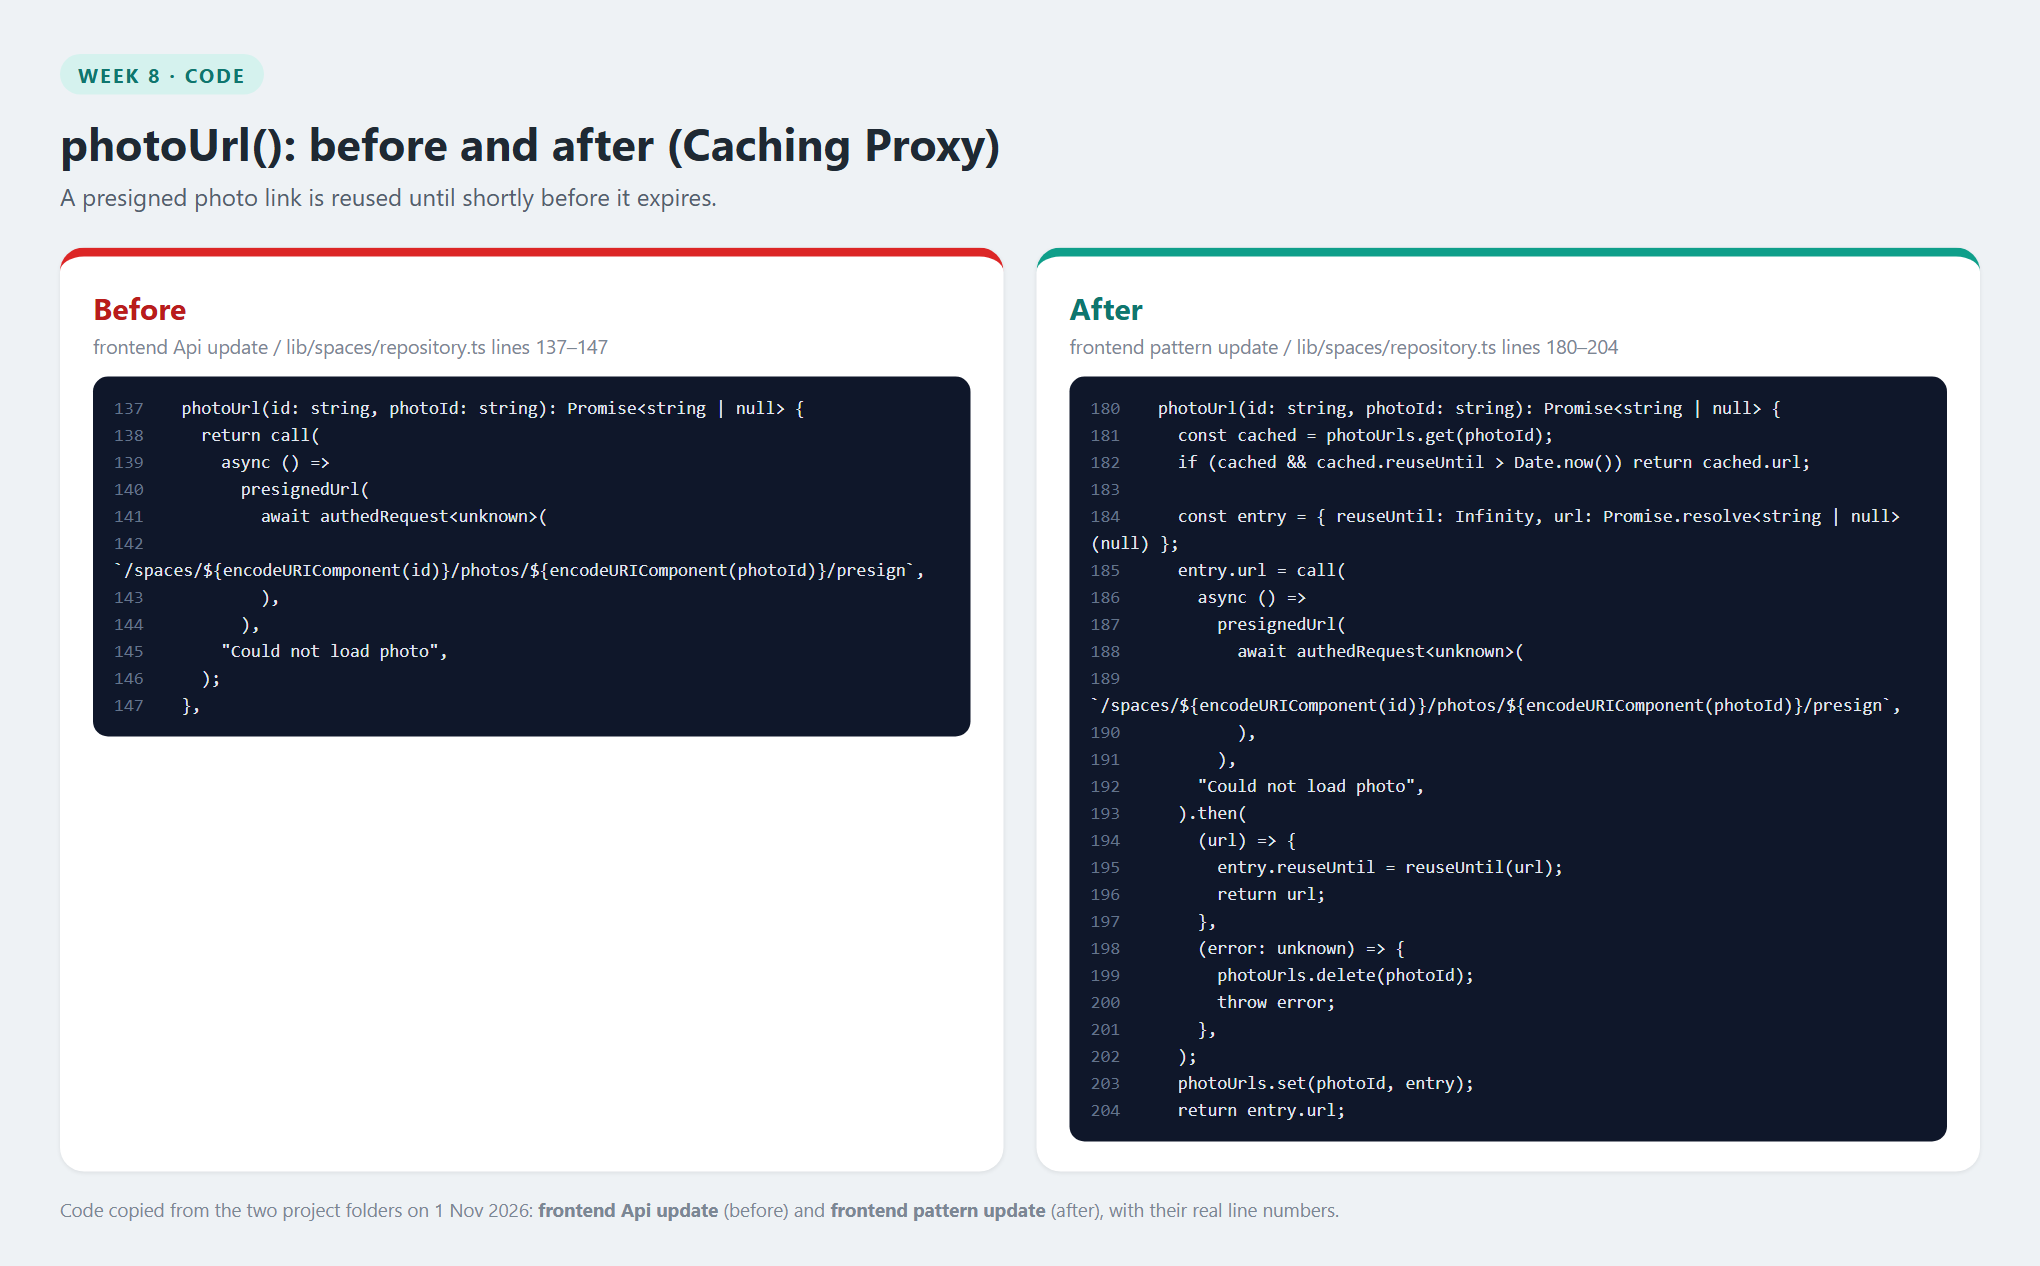 WEEK 8 · CODE
photoUrl(): before and after (Caching Proxy)
A presigned photo link is reused until shortly before it expires.
Before
frontend Api update / lib/spaces/repository.ts lines 137–147
137    photoUrl(id: string, photoId: string): Promise<string | null> {
138      return call(
139        async () =>
140          presignedUrl(
141            await authedRequest<unknown>(
142
`/spaces/${encodeURIComponent(id)}/photos/${encodeURIComponent(photoId)}/presign`,
143            ),
144          ),
145        "Could not load photo",
146      );
147    },
After
frontend pattern update / lib/spaces/repository.ts lines 180–204
180    photoUrl(id: string, photoId: string): Promise<string | null> {
181      const cached = photoUrls.get(photoId);
182      if (cached && cached.reuseUntil > Date.now()) return cached.url;
183
184      const entry = { reuseUntil: Infinity, url: Promise.resolve<string | null>
(null) };
185      entry.url = call(
186        async () =>
187          presignedUrl(
188            await authedRequest<unknown>(
189
`/spaces/${encodeURIComponent(id)}/photos/${encodeURIComponent(photoId)}/presign`,
190            ),
191          ),
192        "Could not load photo",
193      ).then(
194        (url) => {
195          entry.reuseUntil = reuseUntil(url);
196          return url;
197        },
198        (error: unknown) => {
199          photoUrls.delete(photoId);
200          throw error;
201        },
202      );
203      photoUrls.set(photoId, entry);
204      return entry.url;
Code copied from the two project folders on 1 Nov 2026: frontend Api update (before) and frontend pattern update (after), with their real line numbers.